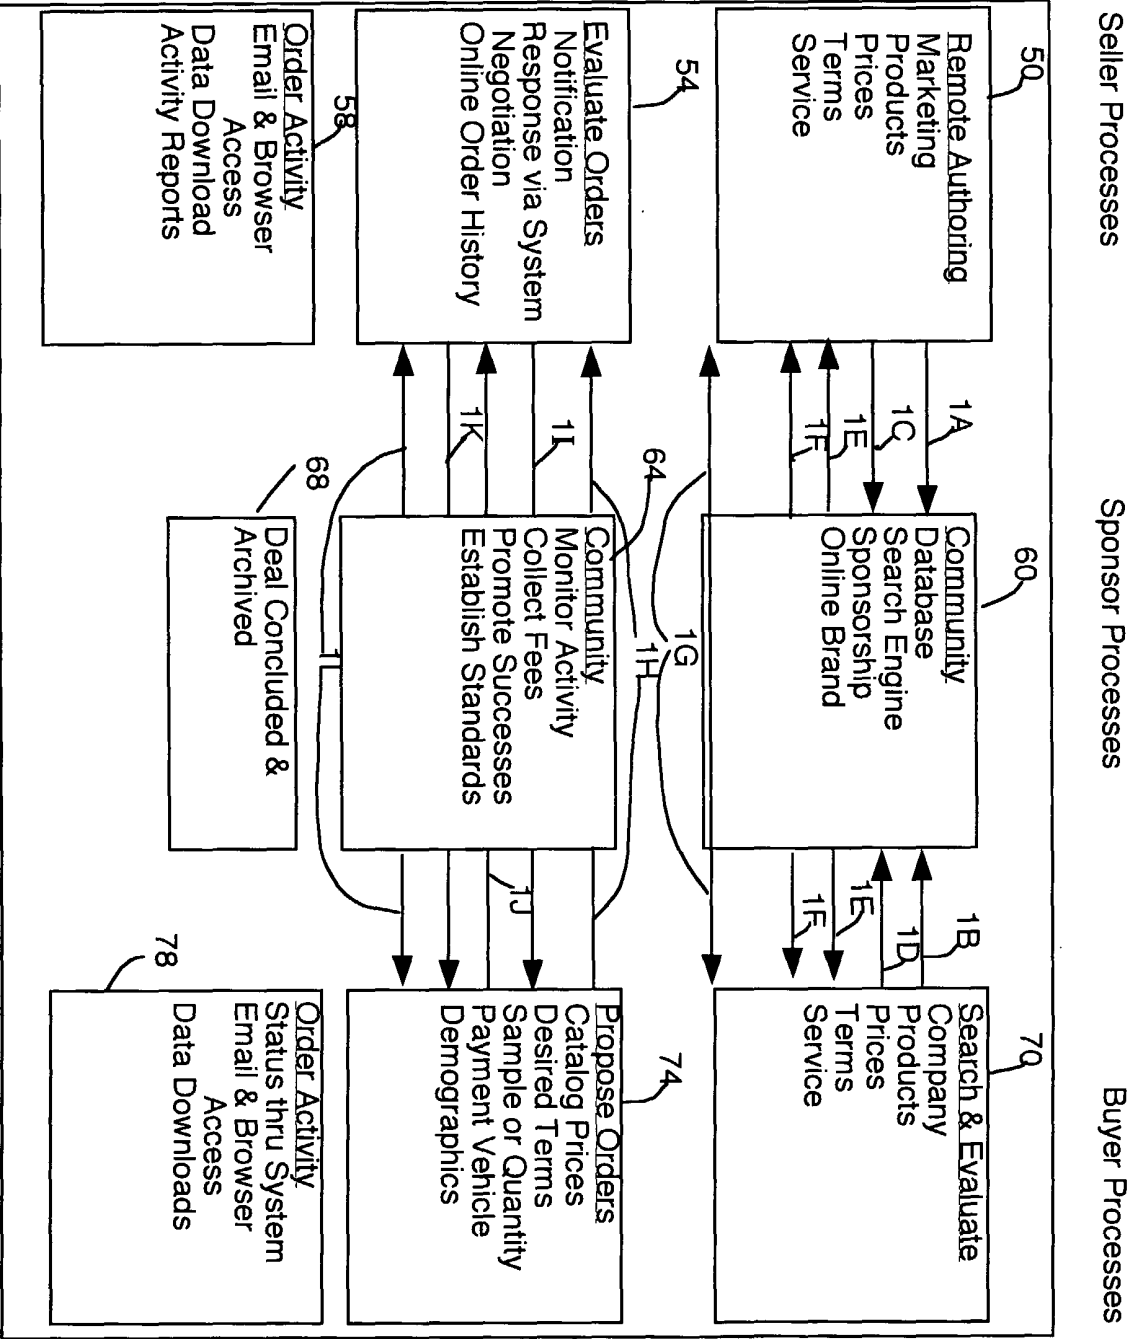 Seller Processes
Sponsor Processes
Buyer Processes
50
Remote Authoring
Marketing
Products
Prices
Terms
Service
1A
1C
1E
1F
60
Community
Database
Search Engine
Sponsorship
Online Brand
1B
1D
1E
1F
70
Search & Evaluate
Company
Products
Prices
Terms
Service
1G
54
Evaluate Orders
Notification
Response via System
Negotiation
Online Order History
1H
1I
1K
64
Community
Monitor Activity
Collect Fees
Promote Successes
Establish Standards
1J
74
Propose Orders
Catalog Prices
Desired Terms
Sample or Quantity
Payment Vehicle
Demographics
1L
58
Order Activity
Email & Browser
Access
Data Download
Activity Reports
68
Deal Concluded &
Archived
78
Order Activity
Status thru System
Email & Browser
Access
Data Downloads